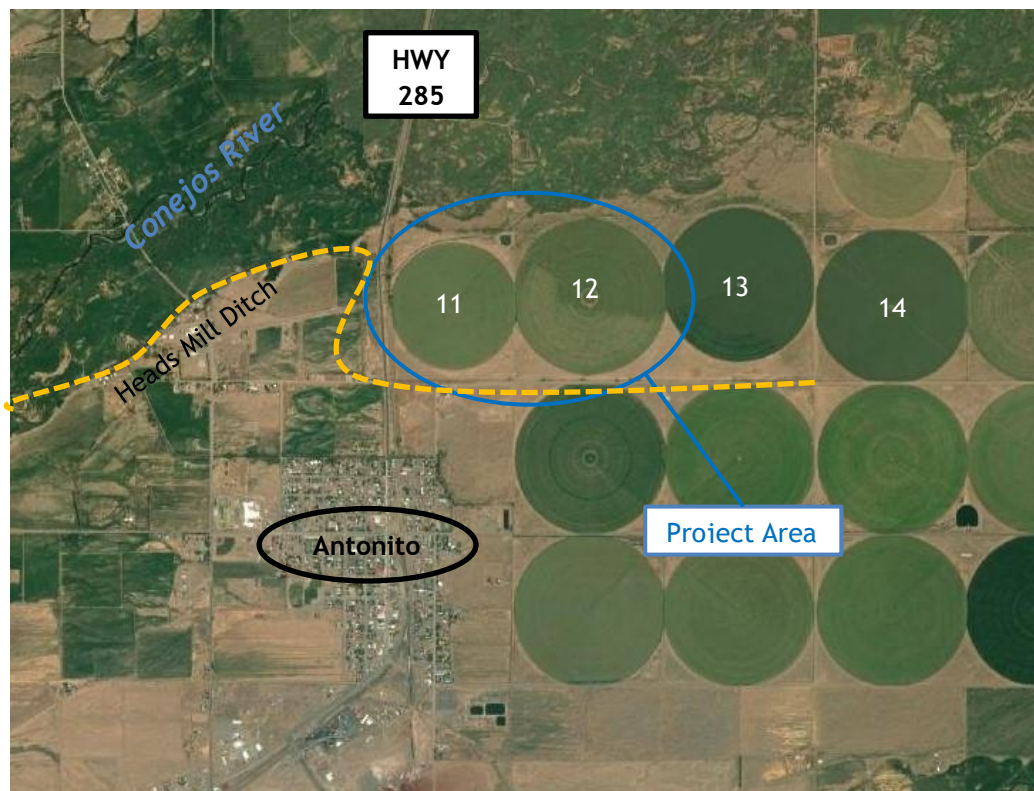 HWY
285
Conejos River
11
12
13
14
Heads Mill Ditch
Project Area
Antonito